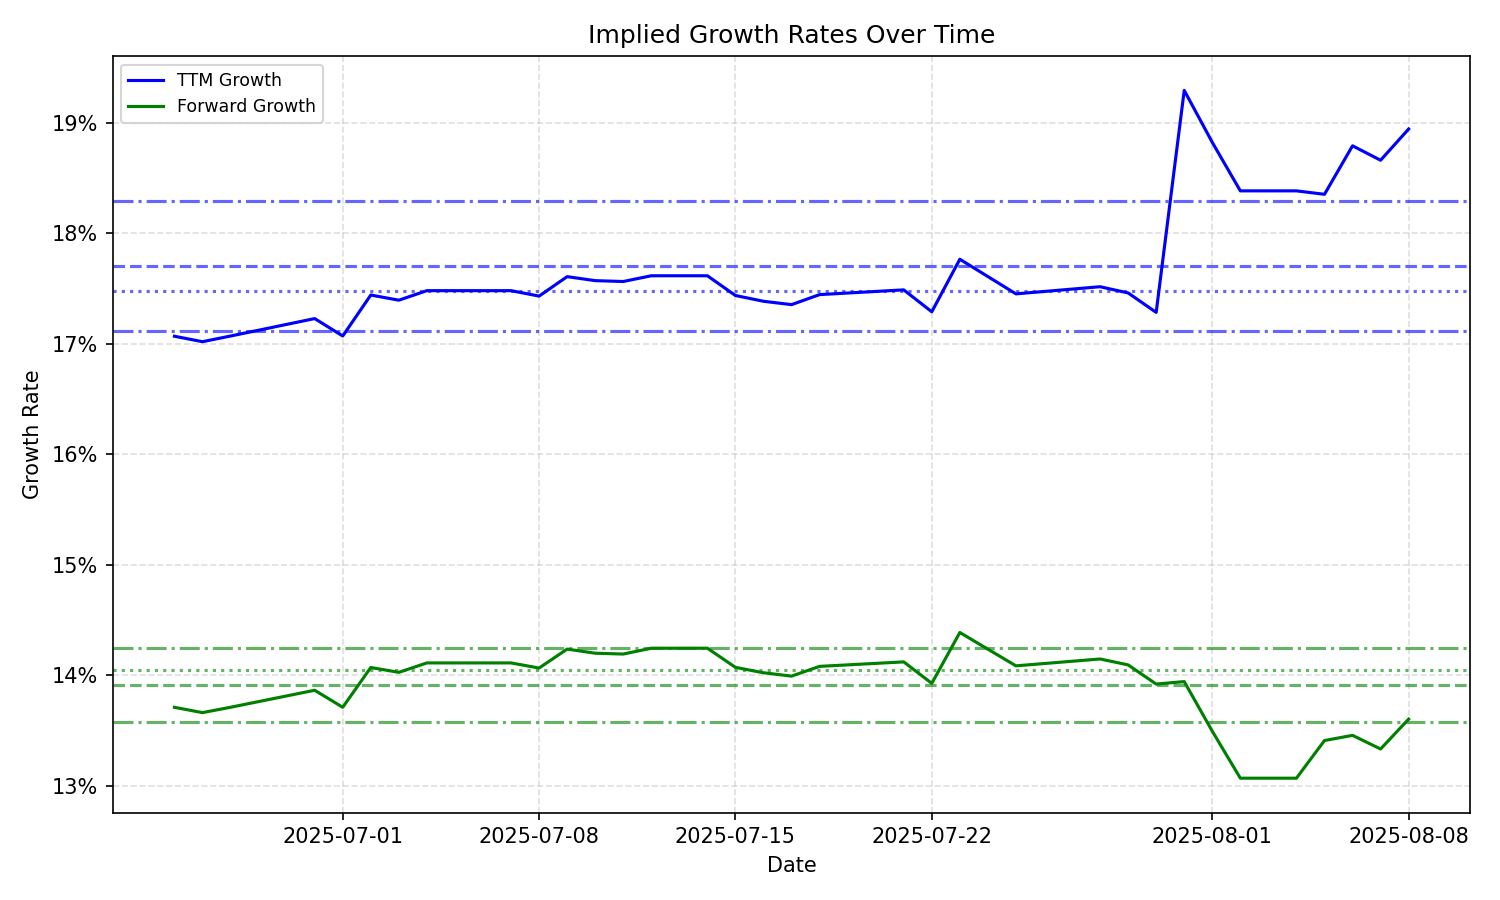 Implied Growth Rates Over Time
TTM Growth
Forward Growth
19%
18%
17%
16%
15%
14%
13%
Growth Rate
2025-07-01
2025-07-08
2025-07-15
2025-07-22
2025-08-01
2025-08-08
Date